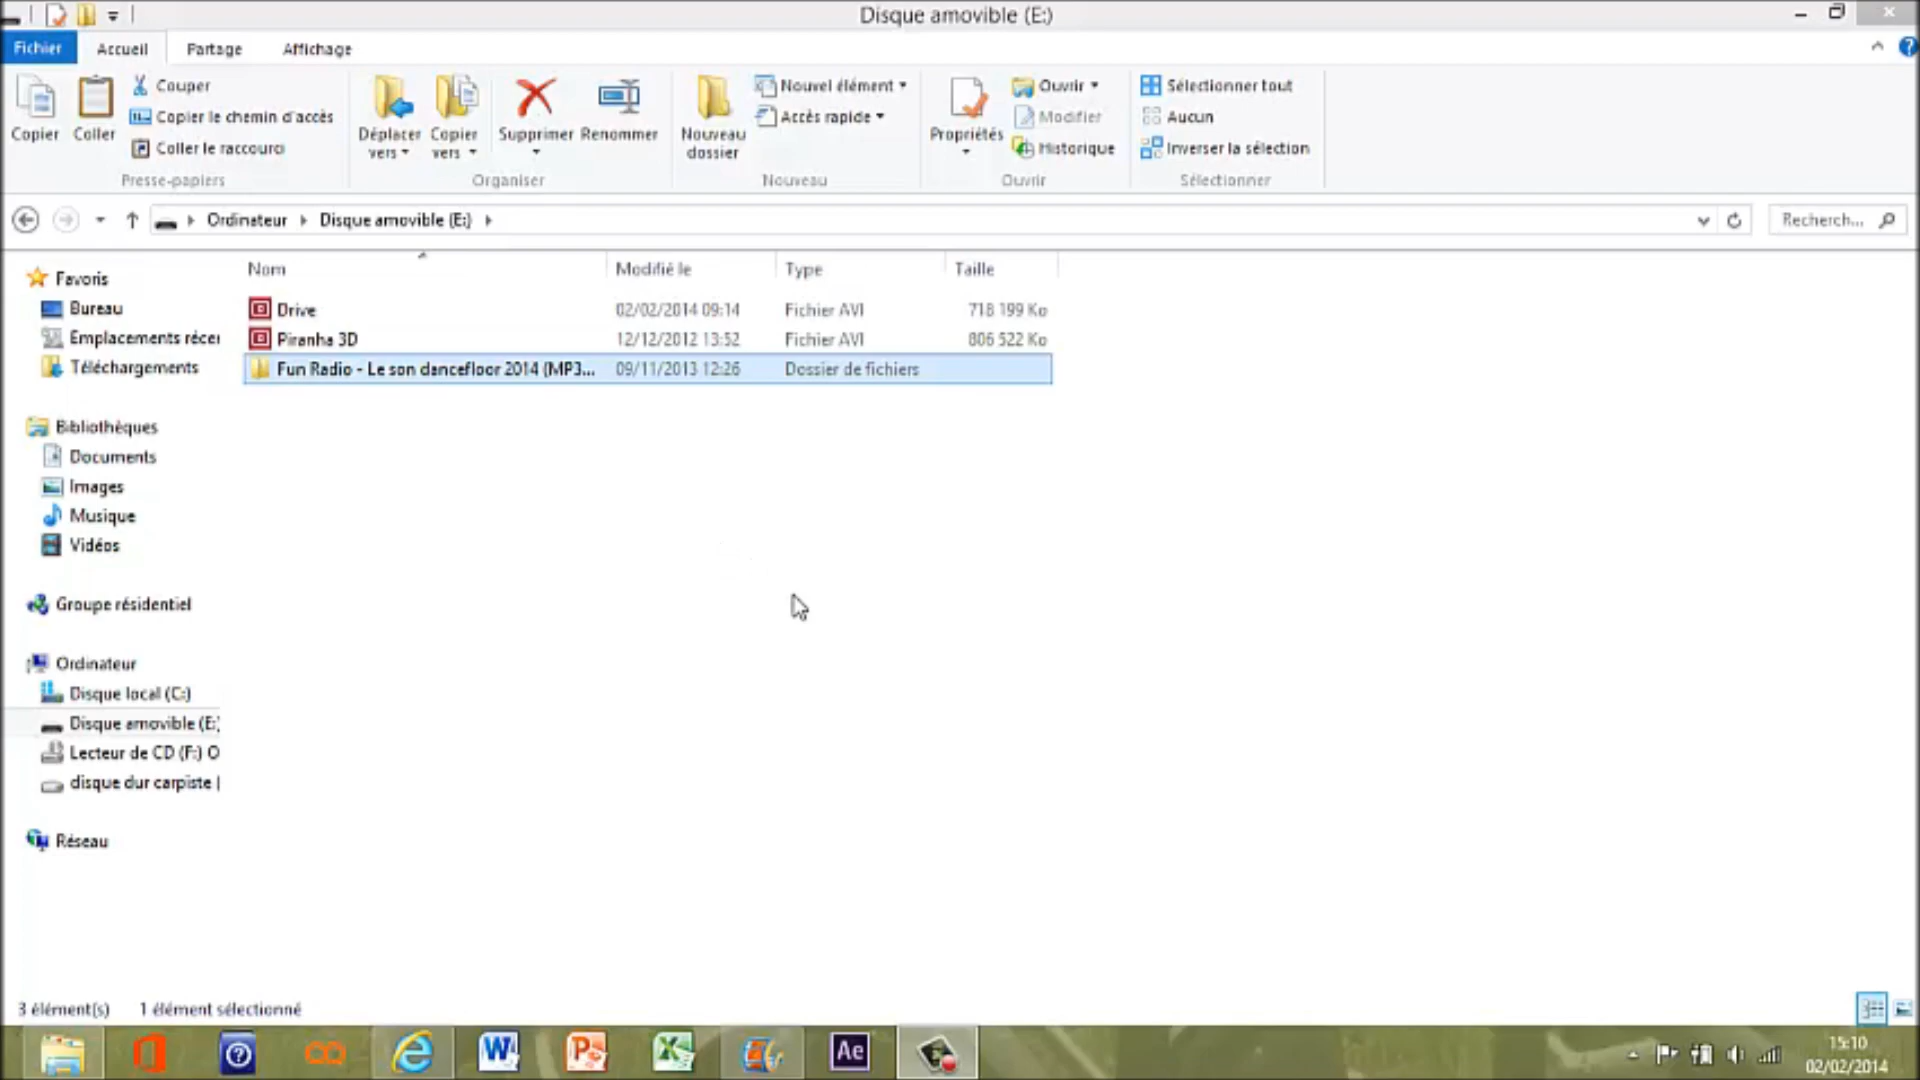 Disque amovible (E:)
Fichier Accueil Partage Affichage
Copier
Coller
Couper
Copier le chemin d'accès
Coller le raccourci
Presse-papiers
Déplacer vers
Copier vers
Supprimer
Renommer
Organiser
Nouveau dossier
Nouvel élément
Accès rapide
Nouveau
Propriétés
Ouvrir
Modifier
Historique
Ouvrir
Sélectionner tout
Aucun
Inverser la sélection
Sélectionner
Ordinateur Disque amovible (E:) Recherch...
Nom Modifié le Type Taille
Drive 02/02/2014 09:14 Fichier AVI 718 199 Ko
Piranha 3D 12/12/2012 13:52 Fichier AVI 806 522 Ko
Fun Radio - Le son dancefloor 2014 (MP3... 09/11/2013 12:26 Dossier de fichiers
Favoris
Bureau
Emplacements récer
Téléchargements
Bibliothèques
Documents
Images
Musique
Vidéos
Groupe résidentiel
Ordinateur
Disque local (C:)
Disque amovible (E:
Lecteur de CD (F:) O
disque dur carpiste (
Réseau
3 élément(s) 1 élément sélectionné
Ae
15:10
02/02/2014